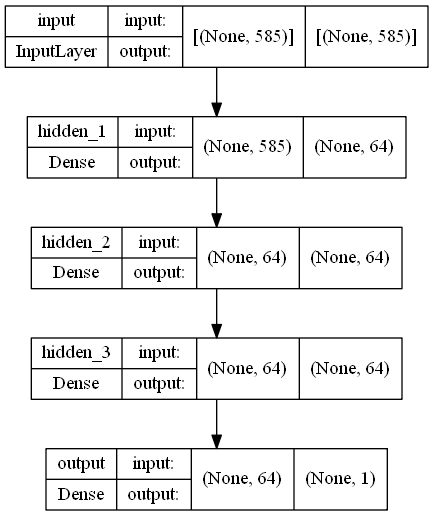 input input: [(None, 585)] [(None, 585)]
InputLayer output:
hidden_1 input: (None, 585) (None, 64)
Dense output:
hidden_2 input: (None, 64) (None, 64)
Dense output:
hidden_3 input: (None, 64) (None, 64)
Dense output:
output input: (None, 64) (None, 1)
Dense output: